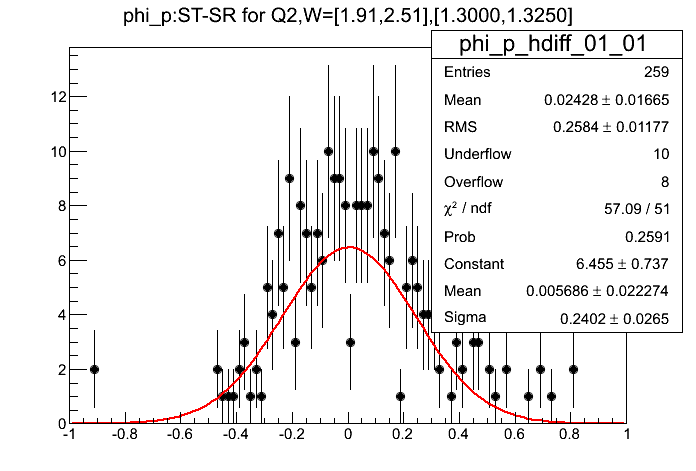 phi_p:ST-SR for Q2,W=[1.91,2.51],[1.3000,1.3250]
phi_p_hdiff_01_01
Entries 259
Mean 0.02428 ± 0.01665
RMS 0.2584 ± 0.01177
Underflow 10
Overflow 8
χ² / ndf 57.09 / 51
Prob 0.2591
Constant 6.455 ± 0.737
Mean 0.005686 ± 0.022274
Sigma 0.2402 ± 0.0265
12
10
8
6
4
2
0
-1 -0.8 -0.6 -0.4 -0.2 0 0.2 0.4 0.6 0.8 1